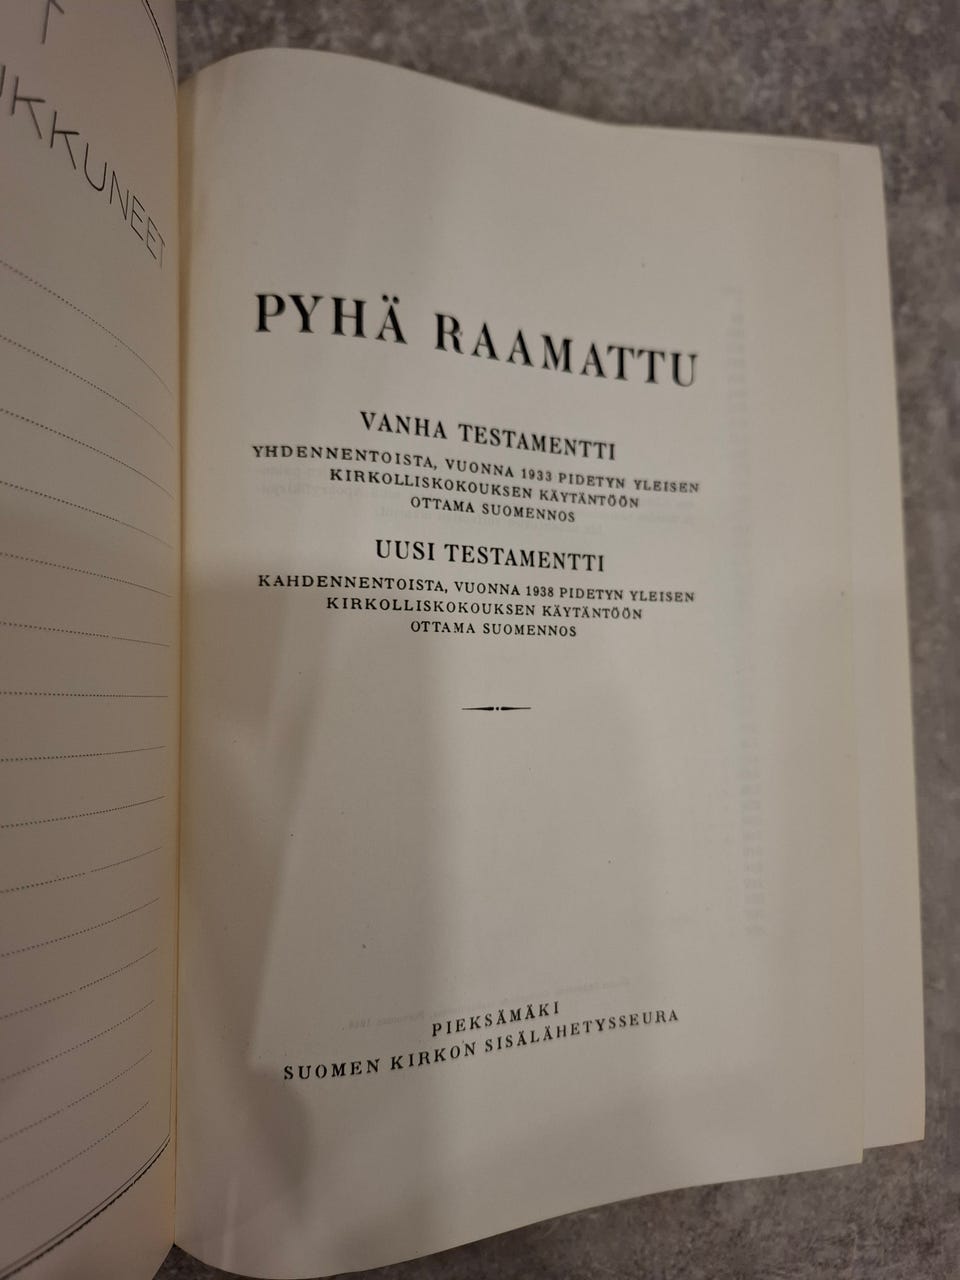 PYHÄ RAAMATTU
VANHA TESTAMENTTI
YHDENNENTOISTA, VUONNA 1933 PIDETYN YLEISEN
KIRKOLLISKOKOUKSEN KÄYTÄNTÖÖN
OTTAMA SUOMENNOS
UUSI TESTAMENTTI
KAHDENNENTOISTA, VUONNA 1938 PIDETYN YLEISEN
KIRKOLLISKOKOUKSEN KÄYTÄNTÖÖN
OTTAMA SUOMENNOS
PIEKSÄMÄKI
SUOMEN KIRKON SISÄLÄHETYSSEURA